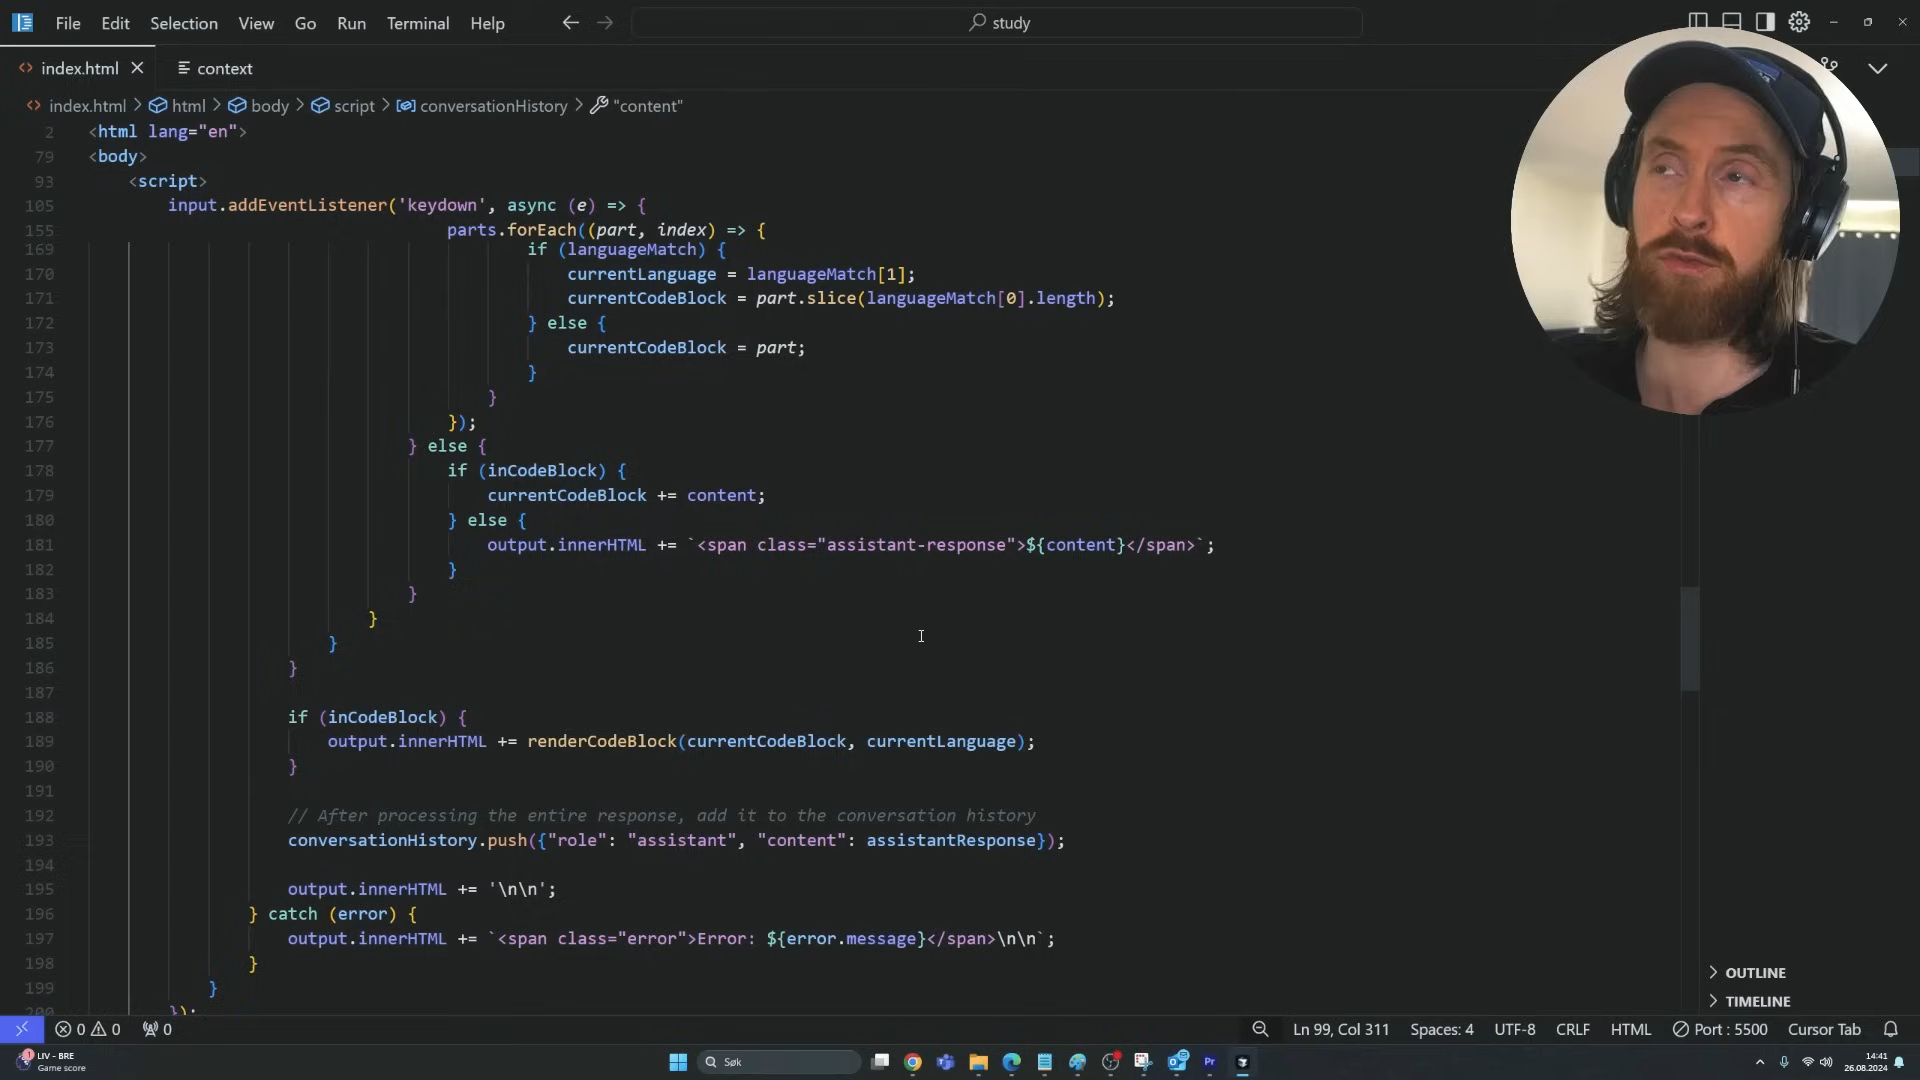 File Edit Selection View Go Run Terminal Help
study
index.html
context
index.html > html > body > script > conversationHistory > "content"
2 <html lang="en">
79 <body>
93 <script>
105 input.addEventListener('keydown', async (e) => {
155 parts.forEach((part, index) => {
169 if (languageMatch) {
170 currentLanguage = languageMatch[1];
171 currentCodeBlock = part.slice(languageMatch[0].length);
172 } else {
173 currentCodeBlock = part;
174 }
175 }
176 });
177 } else {
178 if (inCodeBlock) {
179 currentCodeBlock += content;
180 } else {
181 output.innerHTML += `<span class="assistant-response">${content}</span>`;
182 }
183 }
184 }
185 }
186 }
187
188 if (inCodeBlock) {
189 output.innerHTML += renderCodeBlock(currentCodeBlock, currentLanguage);
190 }
191
192 // After processing the entire response, add it to the conversation history
193 conversationHistory.push({"role": "assistant", "content": assistantResponse});
194
195 output.innerHTML += '\n\n';
196 } catch (error) {
197 output.innerHTML += `<span class="error">Error: ${error.message}</span>\n\n`;
198 }
199 }
200 });
OUTLINE
TIMELINE
0 0 0
Ln 99, Col 311 Spaces: 4 UTF-8 CRLF HTML Port : 5500 Cursor Tab
1
LIV - BRE
Game score
Søk
Pr
14:41
26.08.2024